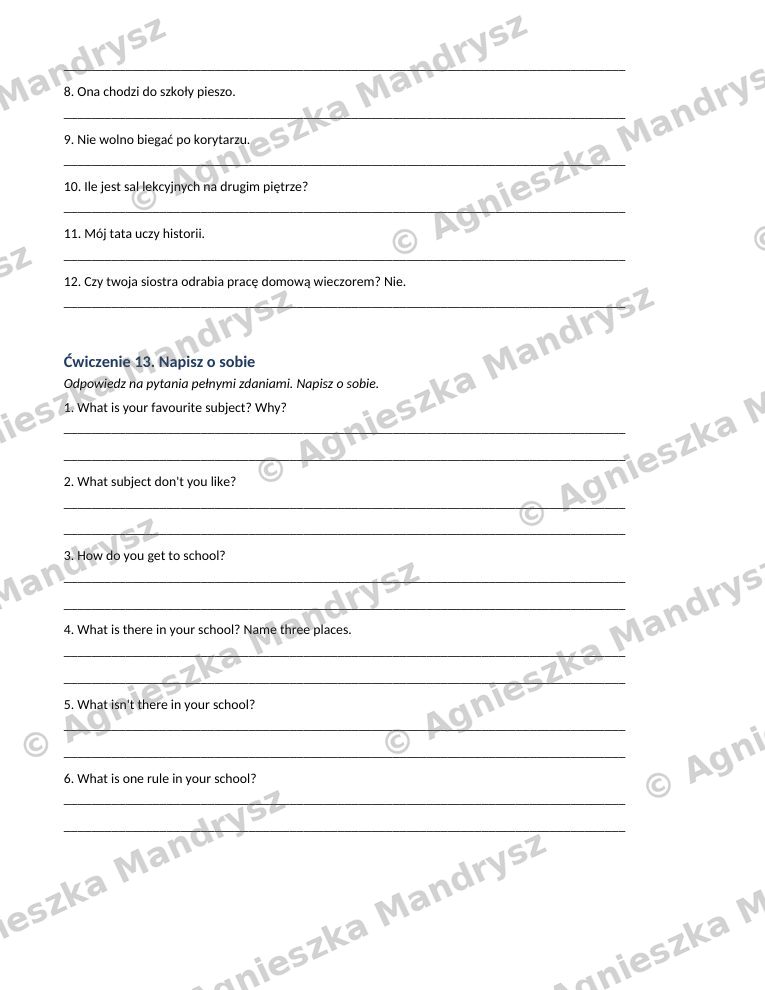 8. Ona chodzi do szkoły pieszo.
9. Nie wolno biegać po korytarzu.
10. Ile jest sal lekcyjnych na drugim piętrze?
11. Mój tata uczy historii.
12. Czy twoja siostra odrabia pracę domową wieczorem? Nie.
Ćwiczenie 13. Napisz o sobie
Odpowiedz na pytania pełnymi zdaniami. Napisz o sobie.
1. What is your favourite subject? Why?
2. What subject don't you like?
3. How do you get to school?
4. What is there in your school? Name three places.
5. What isn't there in your school?
6. What is one rule in your school?
© Agnieszka Mandrysz